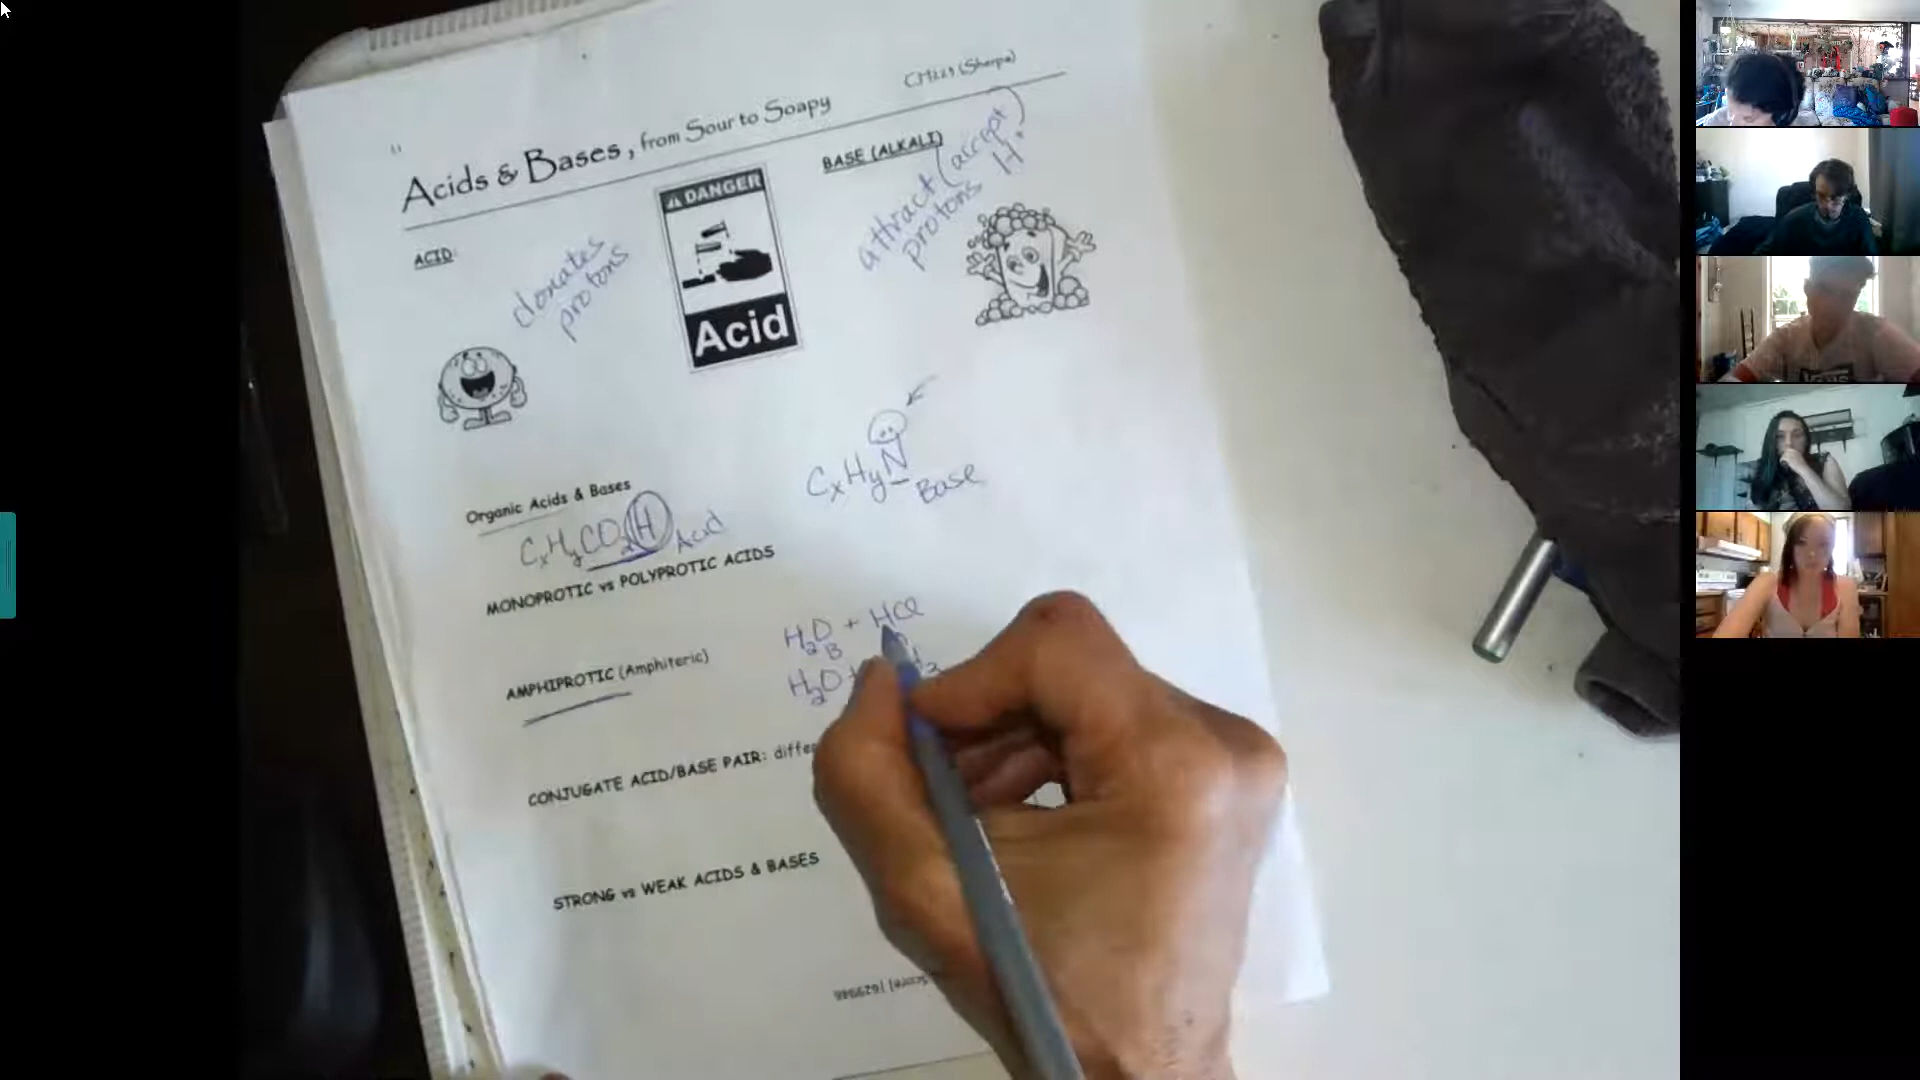 CH223 (Sherpa)
Acids & Bases, from Sour to Soapy
BASE (ALKALI)
attract (accept)
protons H
ACID:
donates
protons
DANGER
Acid
CxHyN
Base
Organic Acids & Bases
CxHyCO2H Acid
MONOPROTIC vs POLYPROTIC ACIDS
H2O + HCl
B
AMPHIPROTIC (Amphiteric)
H2O +
CONJUGATE ACID/BASE PAIR:
STRONG vs WEAK ACIDS & BASES